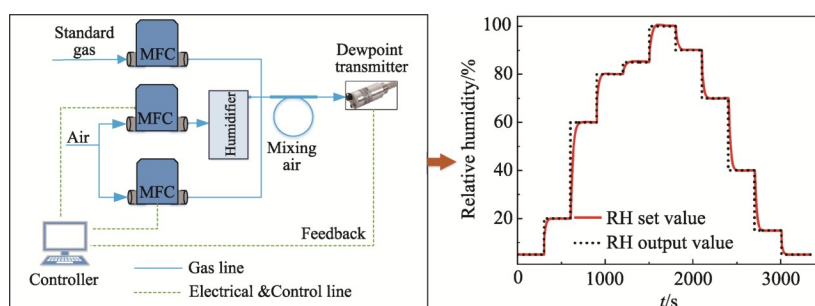 Standard
gas
MFC
Dewpoint
transmitter
MFC
Humidifier
Air
Mixing
air
MFC
Feedback
Controller
Gas line
Electrical &Control line
Relative humidity/%
100
80
60
40
20
RH set value
RH output value
0 1000 2000 3000
t/s